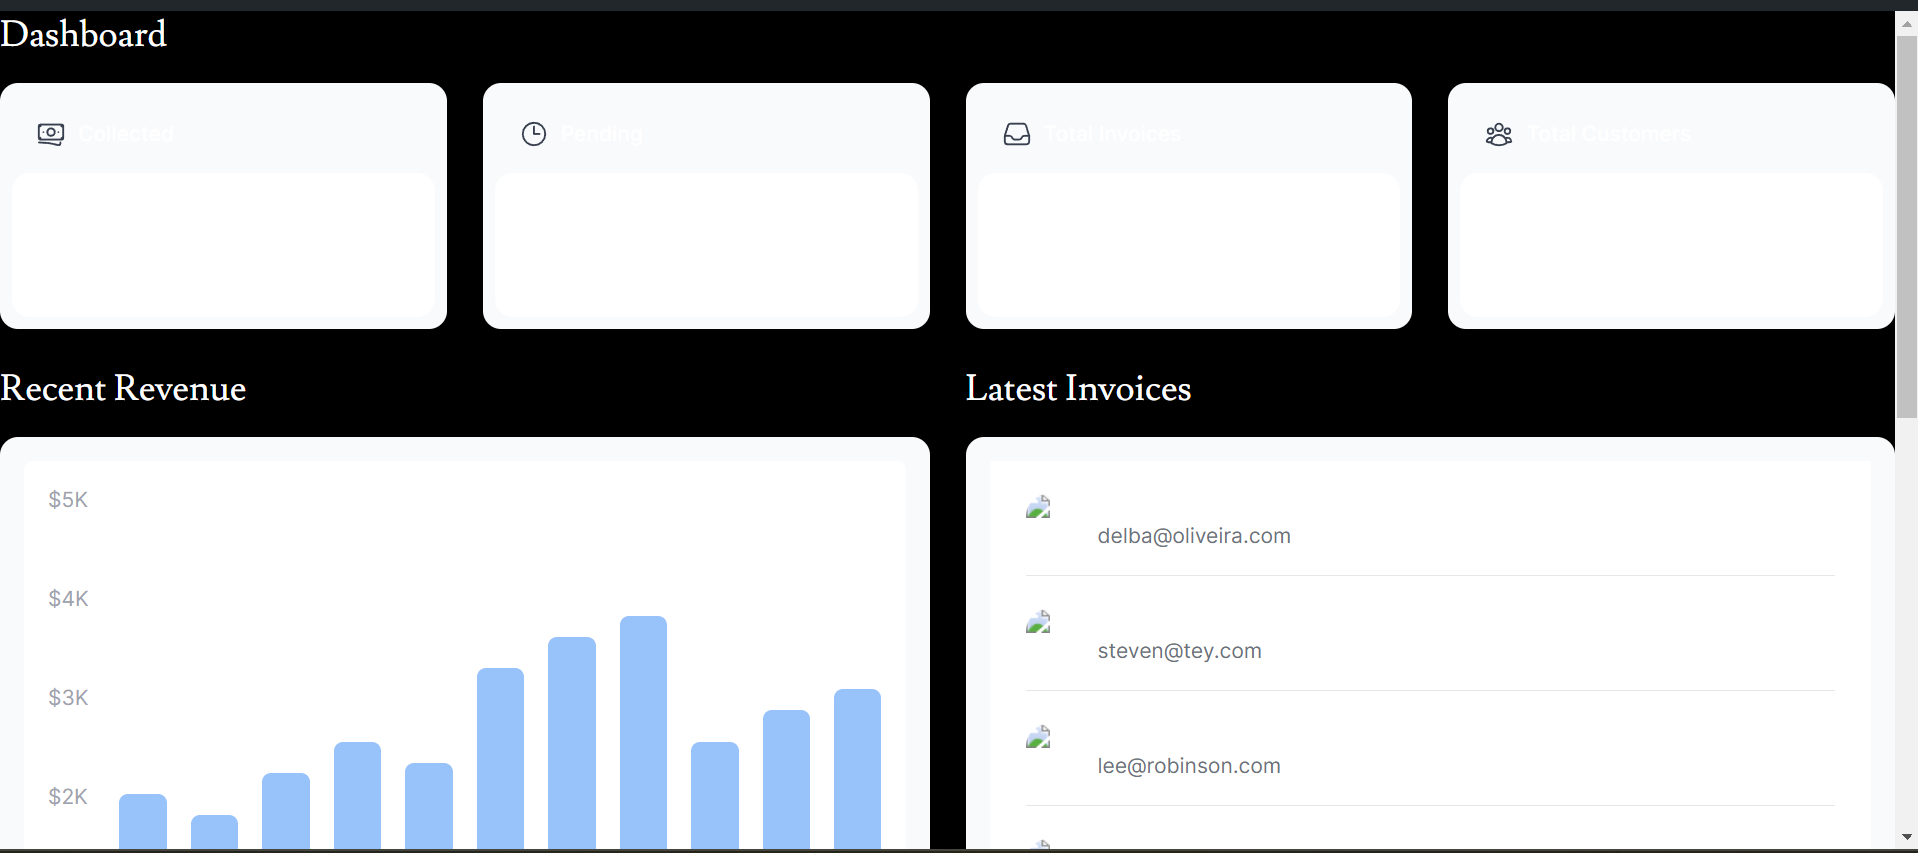 Dashboard
Collected
Pending
Total Invoices
Total Customers
Recent Revenue
Latest Invoices
$5K
$4K
$3K
$2K
delba@oliveira.com
steven@tey.com
lee@robinson.com